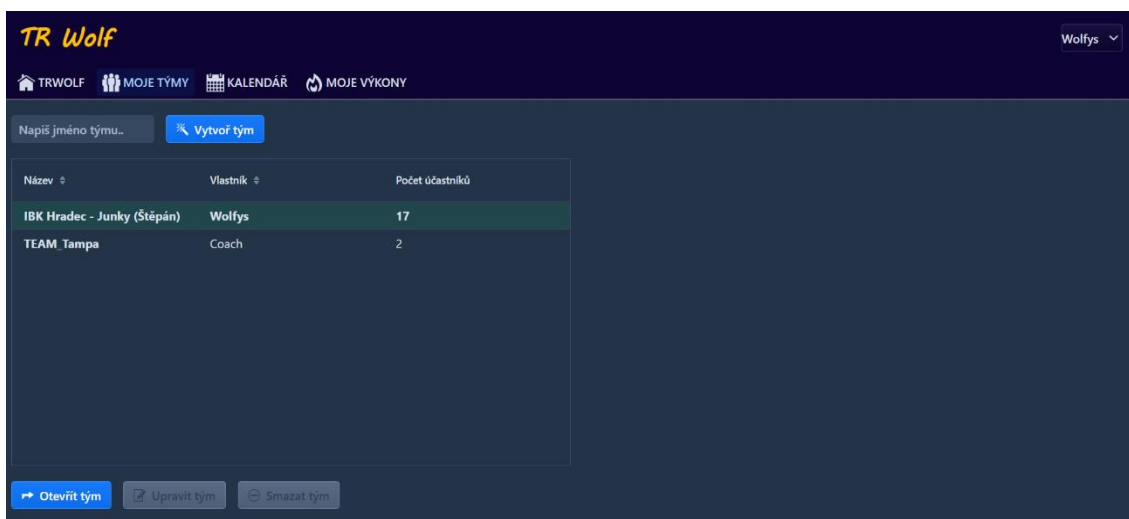 TR Wolf
Wolfys
TRWOLF MOJE TÝMY KALENDÁŘ MOJE VÝKONY
Napiš jméno týmu.. Vytvoř tým
Název Vlastník Počet účastníků
IBK Hradec - Junky (Štěpán) Wolfys 17
TEAM_Tampa Coach 2
Otevřít tým Upravit tým Smazat tým